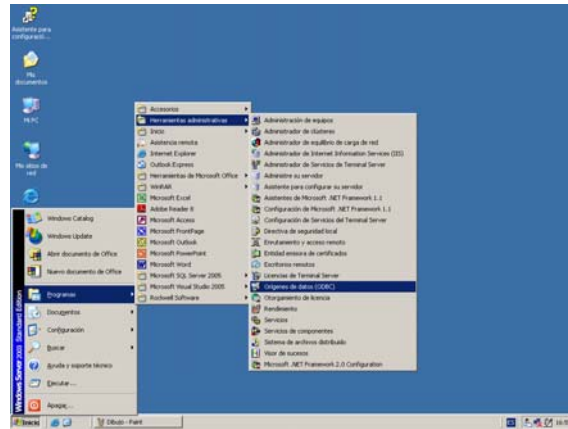 Asistente para
configuració...
Mis
documentos
Mi PC
Mis sitios de
red
Accesorios
Herramientas administrativas
Inicio
Asistencia remota
Internet Explorer
Outlook Express
Herramientas de Microsoft Office
WinRAR
Microsoft Excel
Adobe Reader 6
Microsoft Access
Microsoft FrontPage
Microsoft Outlook
Microsoft PowerPoint
Microsoft Word
Microsoft SQL Server 2005
Microsoft Visual Studio 2005
Rockwell Software
Administración de equipos
Administrador de clústeres
Administrador de equilibrio de carga de red
Administrador de Internet Information Services (IIS)
Administrador de Servicios de Terminal Server
Administre su servidor
Asistente para configurar su servidor
Asistentes de Microsoft .NET Framework 1.1
Configuración de Microsoft .NET Framework 1.1
Configuración de Servicios del Terminal Server
Directiva de seguridad local
Enrutamiento y acceso remoto
Entidad emisora de certificados
Escritorios remotos
Licencias de Terminal Server
Orígenes de datos (ODBC)
Otorgamiento de licencia
Rendimiento
Servicios
Servicios de componentes
Sistema de archivos distribuido
Visor de sucesos
Microsoft .NET Framework 2.0 Configuration
Windows Catalog
Windows Update
Abrir documento de Office
Nuevo documento de Office
Programas
Documentos
Configuración
Buscar
Ayuda y soporte técnico
Ejecutar...
Apagar...
Windows Server 2003 Standard Edition
Inicio
Dibujo - Paint